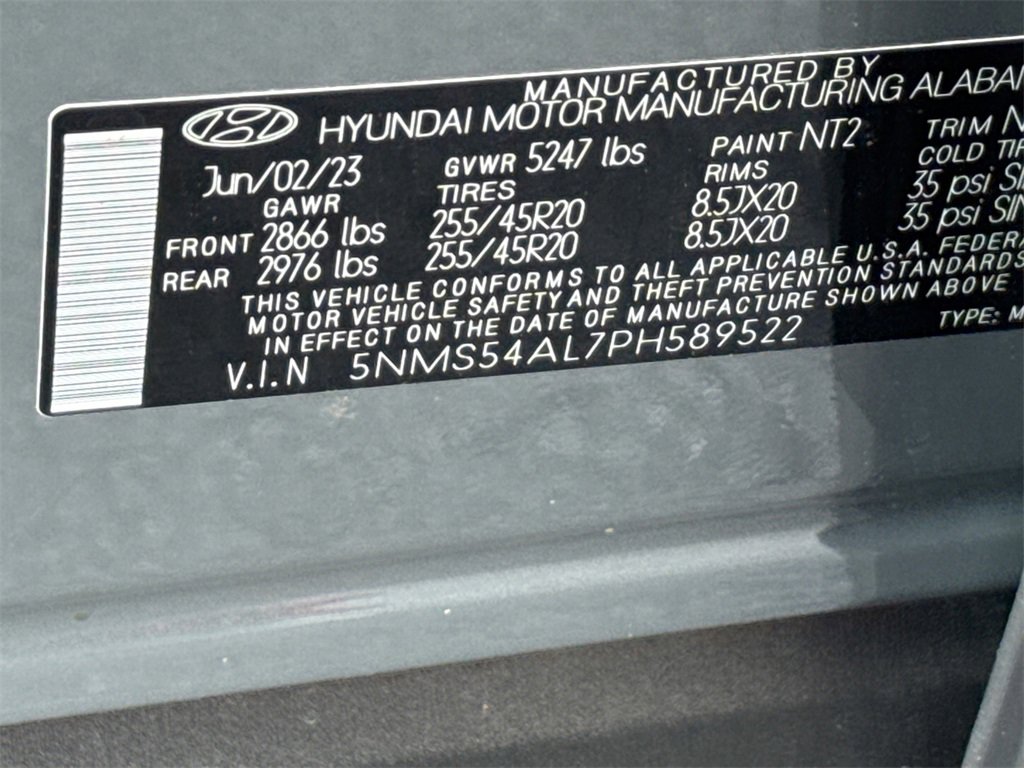 MANUFACTURED BY
HYUNDAI MOTOR MANUFACTURING ALABA
Jun/02/23 GVWR 5247 lbs PAINT NT2 TRIM N
GAWR TIRES RIMS COLD TI
FRONT 2866 lbs 255/45R20 8.5JX20 35 psi SIN
REAR 2976 lbs 255/45R20 8.5JX20 35 psi SIN
THIS VEHICLE CONFORMS TO ALL APPLICABLE U.S.A. FEDERA
MOTOR VEHICLE SAFETY AND THEFT PREVENTION STANDARDS
IN EFFECT ON THE DATE OF MANUFACTURE SHOWN ABOVE
V.I.N 5NMS54AL7PH589522 TYPE: M